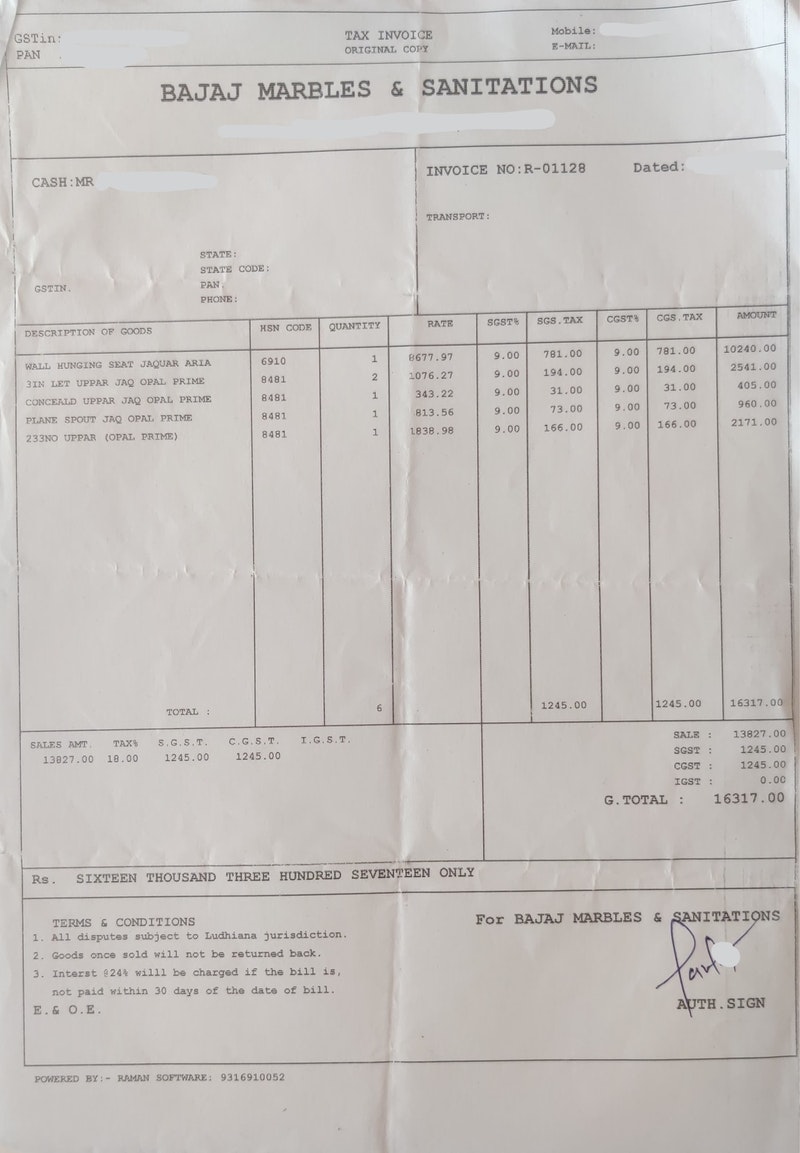 GSTin: TAX INVOICE Mobile:
PAN . ORIGINAL COPY E-MAIL:
BAJAJ MARBLES & SANITATIONS
CASH:MR INVOICE NO:R-01128 Dated:
TRANSPORT:
STATE:
STATE CODE:
GSTIN. PAN.
PHONE:
DESCRIPTION OF GOODS HSN CODE QUANTITY RATE SGST% SGS.TAX CGST% CGS.TAX AMOUNT
WALL HUNGING SEAT JAQUAR ARIA 6910 1 8677.97 9.00 781.00 9.00 781.00 10240.00
3IN LET UPPAR JAQ OPAL PRIME 8481 2 1076.27 9.00 194.00 9.00 194.00 2541.00
CONCEALD UPPAR JAQ OPAL PRIME 8481 1 343.22 9.00 31.00 9.00 31.00 405.00
PLANE SPOUT JAQ OPAL PRIME 8481 1 813.56 9.00 73.00 9.00 73.00 960.00
233NO UPPAR (OPAL PRIME) 8481 1 1838.98 9.00 166.00 9.00 166.00 2171.00
TOTAL : 6 1245.00 1245.00 16317.00
SALES AMT. TAX% S.G.S.T. C.G.S.T. I.G.S.T.
13827.00 18.00 1245.00 1245.00
SALE : 13827.00
SGST : 1245.00
CGST : 1245.00
IGST : 0.00
G.TOTAL : 16317.00
Rs. SIXTEEN THOUSAND THREE HUNDRED SEVENTEEN ONLY
TERMS & CONDITIONS
1. All disputes subject to Ludhiana jurisdiction.
2. Goods once sold will not be returned back.
3. Interst @24% willl be charged if the bill is,
not paid within 30 days of the date of bill.
E.& O.E.
For BAJAJ MARBLES & SANITATIONS
AUTH.SIGN
POWERED BY:- RAMAN SOFTWARE: 9316910052